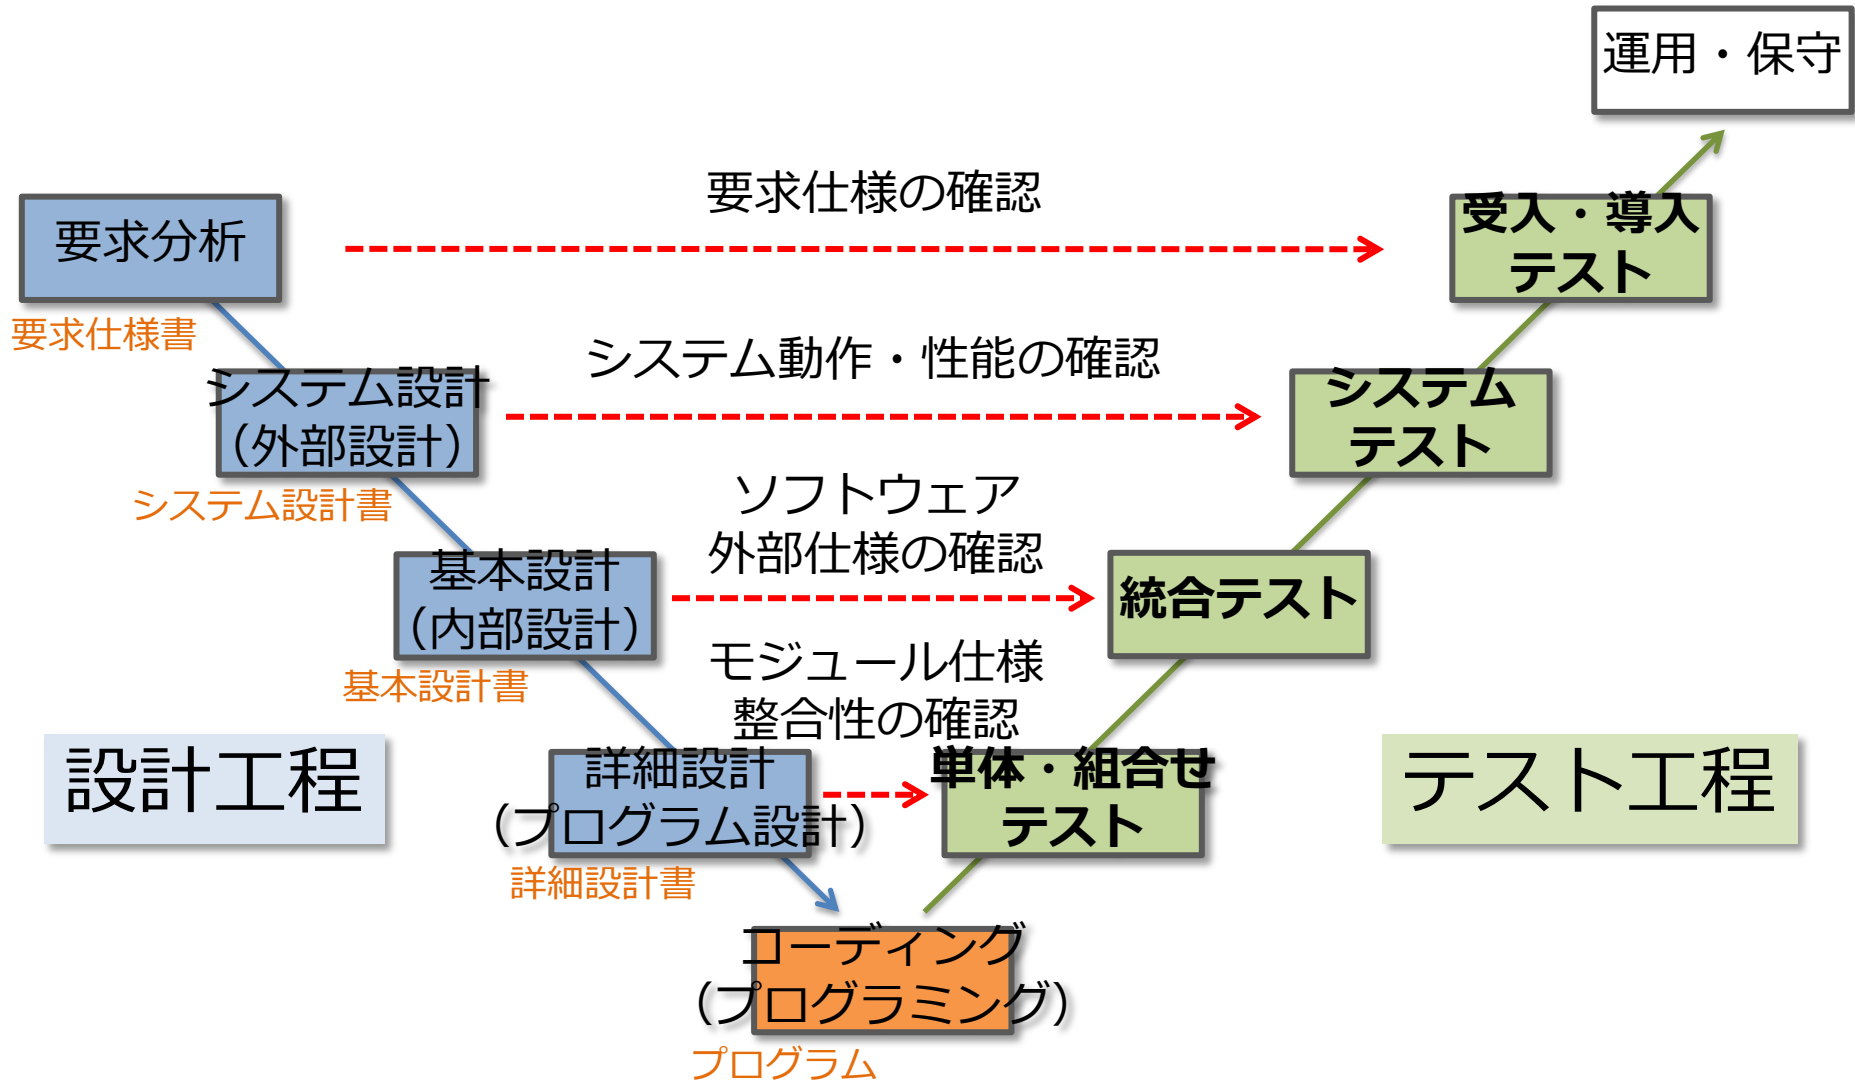 運用・保守
要求仕様の確認
要求分析
受入・導入
テスト
要求仕様書
システム動作・性能の確認
システム設計
（外部設計）
システム
テスト
システム設計書
ソフトウェア
外部仕様の確認
基本設計
（内部設計）
統合テスト
基本設計書
モジュール仕様
整合性の確認
設計工程
詳細設計
（プログラム設計）
単体・組合せ
テスト
テスト工程
詳細設計書
コーディング
（プログラミング）
プログラム